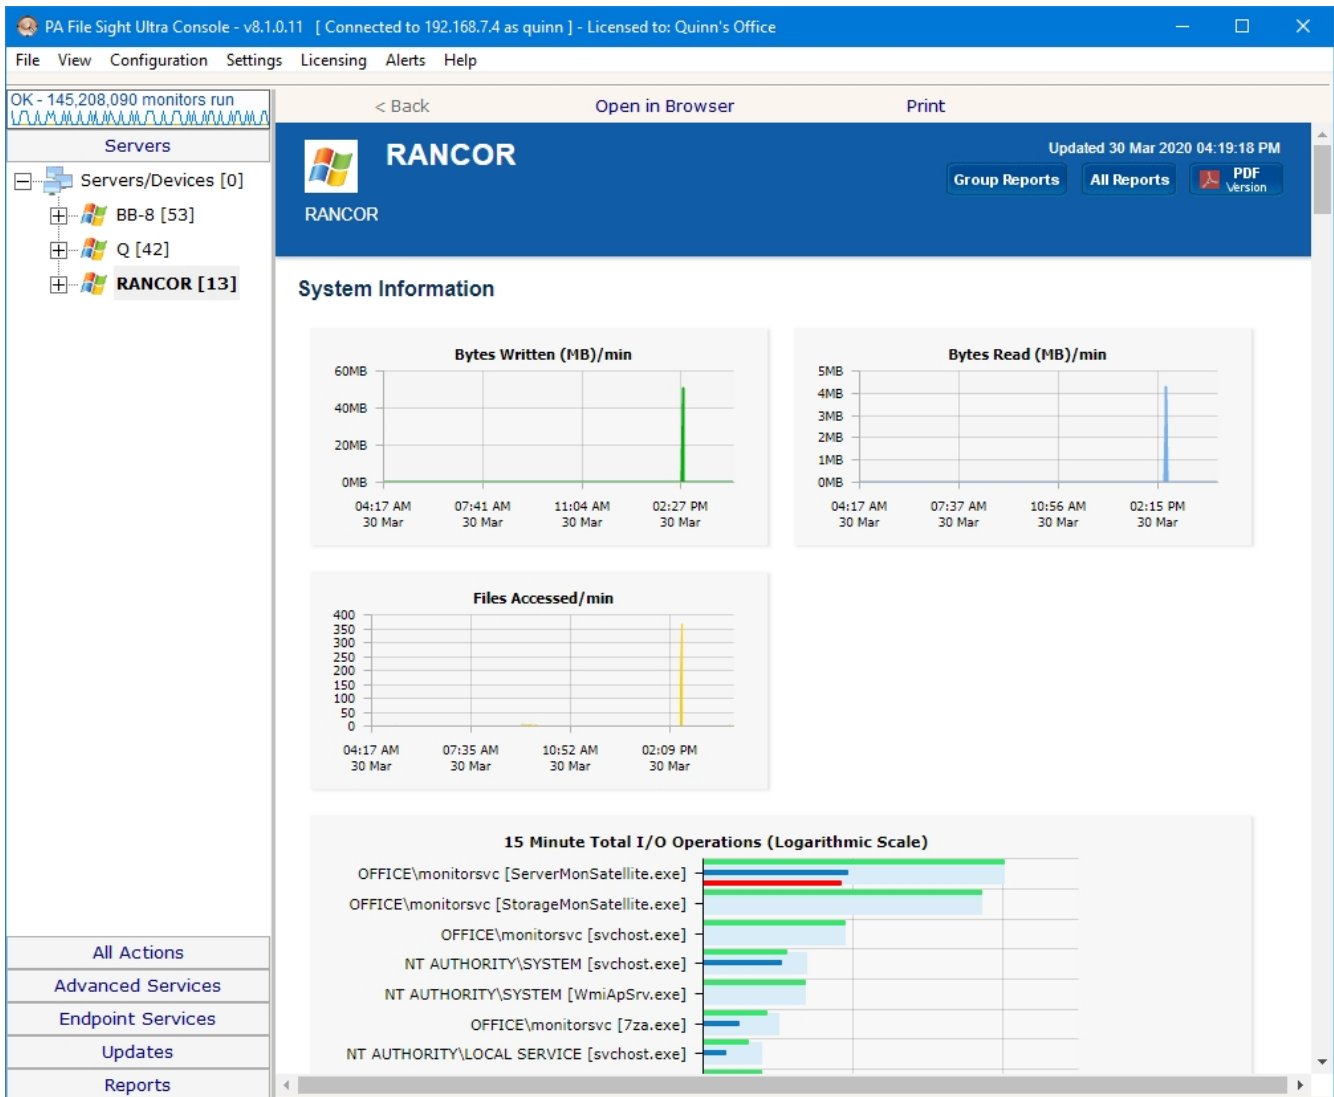 PA File Sight Ultra Console - v8.1.0.11 [ Connected to 192.168.7.4 as quinn ] - Licensed to: Quinn's Office
File View Configuration Settings Licensing Alerts Help
OK - 145,208,090 monitors run
Servers
Servers/Devices [0]
BB-8 [53]
Q [42]
RANCOR [13]
All Actions
Advanced Services
Endpoint Services
Updates
Reports
< Back Open in Browser Print
RANCOR
RANCOR
Updated 30 Mar 2020 04:19:18 PM
Group Reports All Reports PDF Version
System Information
Bytes Written (MB)/min
60MB
40MB
20MB
0MB
04:17 AM 07:41 AM 11:04 AM 02:27 PM
30 Mar 30 Mar 30 Mar 30 Mar
Bytes Read (MB)/min
5MB
4MB
3MB
2MB
1MB
0MB
04:17 AM 07:37 AM 10:56 AM 02:15 PM
30 Mar 30 Mar 30 Mar 30 Mar
Files Accessed/min
400
350
300
250
200
150
100
50
0
04:17 AM 07:35 AM 10:52 AM 02:09 PM
30 Mar 30 Mar 30 Mar 30 Mar
15 Minute Total I/O Operations (Logarithmic Scale)
OFFICE\monitorsvc [ServerMonSatellite.exe]
OFFICE\monitorsvc [StorageMonSatellite.exe]
OFFICE\monitorsvc [svchost.exe]
NT AUTHORITY\SYSTEM [svchost.exe]
NT AUTHORITY\SYSTEM [WmiApSrv.exe]
OFFICE\monitorsvc [7za.exe]
NT AUTHORITY\LOCAL SERVICE [svchost.exe]